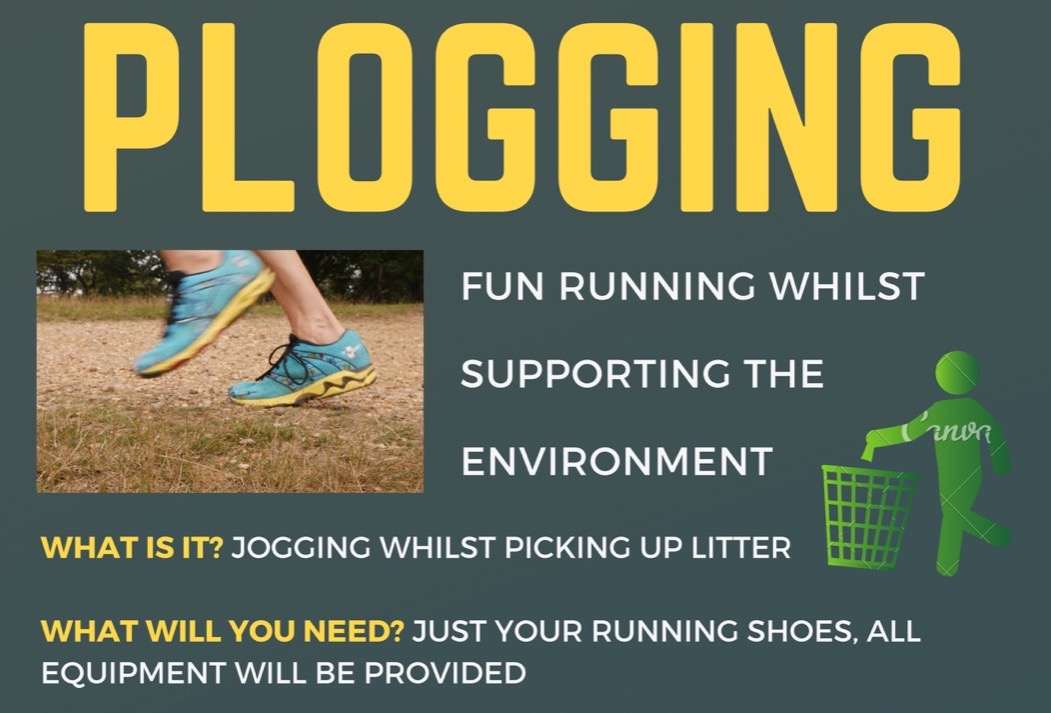 PLOGGING
FUN RUNNING WHILST
SUPPORTING THE
ENVIRONMENT
Canva
WHAT IS IT? JOGGING WHILST PICKING UP LITTER
WHAT WILL YOU NEED? JUST YOUR RUNNING SHOES, ALL
EQUIPMENT WILL BE PROVIDED